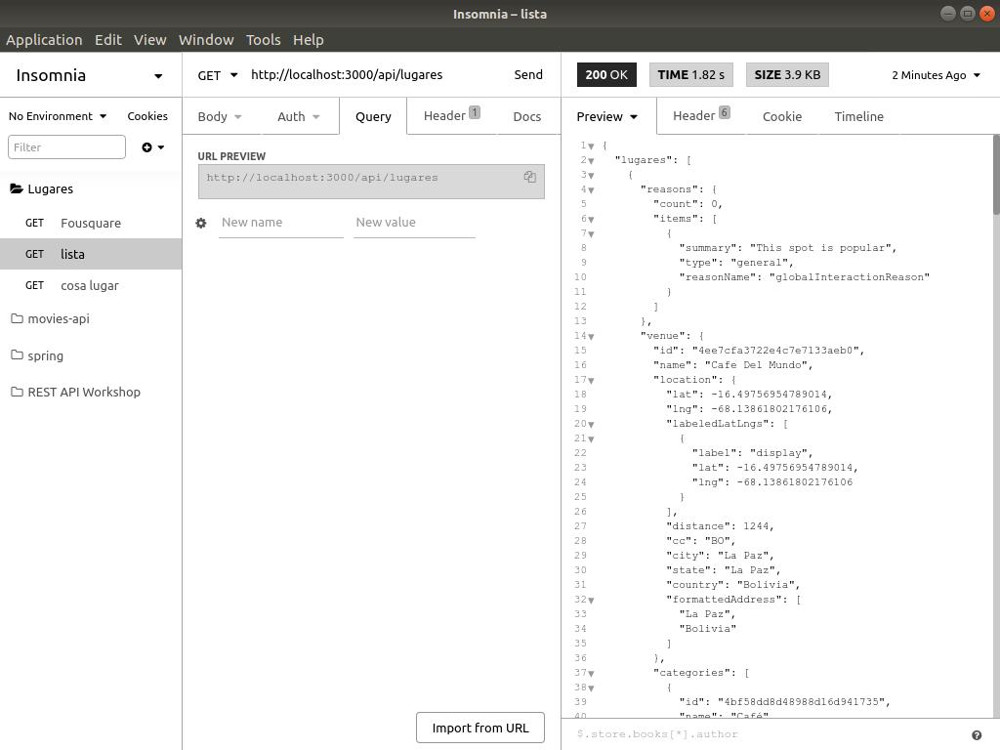 Insomnia – lista
Application Edit View Window Tools Help
Insomnia
GET http://localhost:3000/api/lugares Send
200 OK TIME 1.82 s SIZE 3.9 KB 2 Minutes Ago
No Environment Cookies
Filter
Lugares
GET Fousquare
GET lista
GET cosa lugar
movies-api
spring
REST API Workshop
Body Auth Query Header 1 Docs
URL PREVIEW
http://localhost:3000/api/lugares
New name New value
Import from URL
Preview Header 6 Cookie Timeline
1 {
2 "lugares": [
3 {
4 "reasons": {
5 "count": 0,
6 "items": [
7 {
8 "summary": "This spot is popular",
9 "type": "general",
10 "reasonName": "globalInteractionReason"
11 }
12 ]
13 },
14 "venue": {
15 "id": "4ee7cfa3722e4c7e7133aeb0",
16 "name": "Cafe Del Mundo",
17 "location": {
18 "lat": -16.49756954789014,
19 "lng": -68.13861802176106,
20 "labeledLatLngs": [
21 {
22 "label": "display",
23 "lat": -16.49756954789014,
24 "lng": -68.13861802176106
25 }
26 ],
27 "distance": 1244,
28 "cc": "BO",
29 "city": "La Paz",
30 "state": "La Paz",
31 "country": "Bolivia",
32 "formattedAddress": [
33 "La Paz",
34 "Bolivia"
35 ]
36 },
37 "categories": [
38 {
39 "id": "4bf58dd8d48988d16d941735",
40 "name": "Café",
$.store.books[*].author